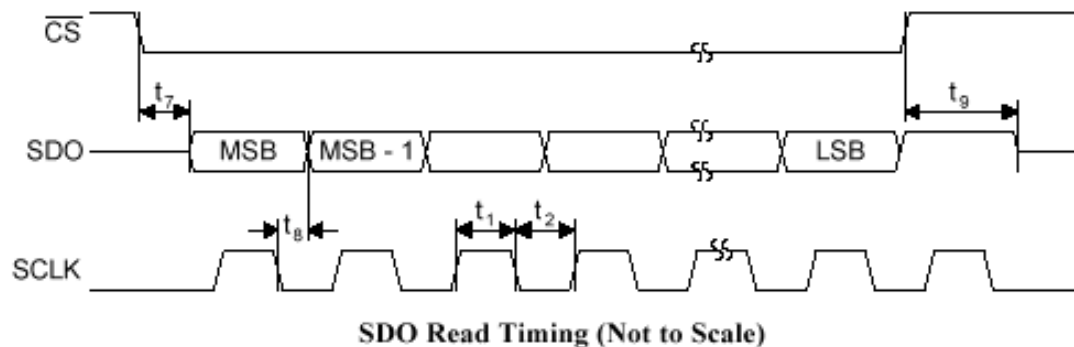 CS
t7
t9
SDO
MSB
MSB - 1
LSB
t8
t1
t2
SCLK
SDO Read Timing (Not to Scale)